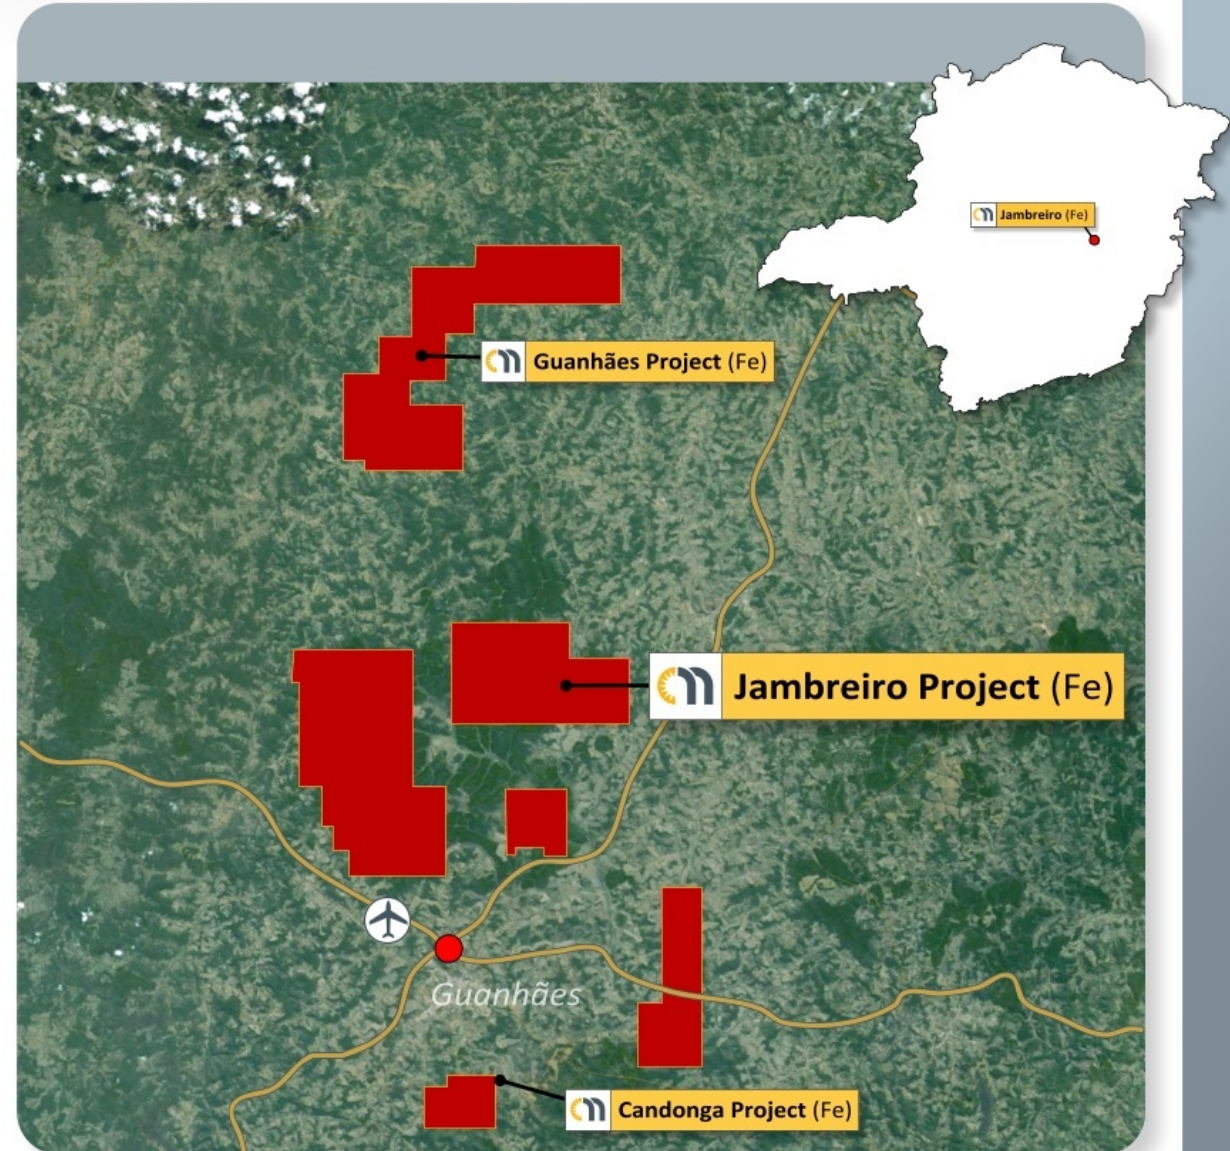 Jambreiro (Fe)
Guanhães Project (Fe)
Jambreiro Project (Fe)
Guanhães
Candonga Project (Fe)